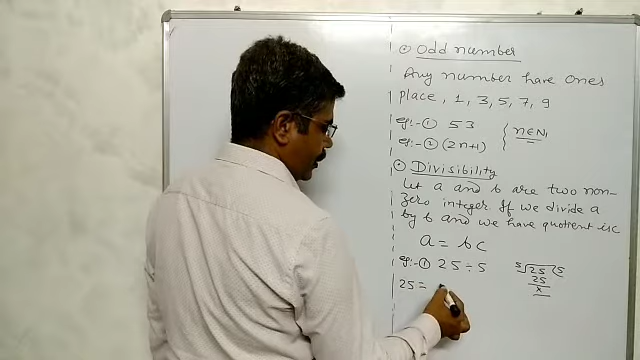 ⊙ Odd number
Any number have ones
place, 1, 3, 5, 7, 9
eg:-① 53
eg:-② (2n+1) { n∈N
⊙ Divisibility
Let a and b are two non-
zero integer. If we divide a
by b and we have quotient is c
a = b c
eg:-① 25 ÷ 5
5 √25 (5
25
x
25 =